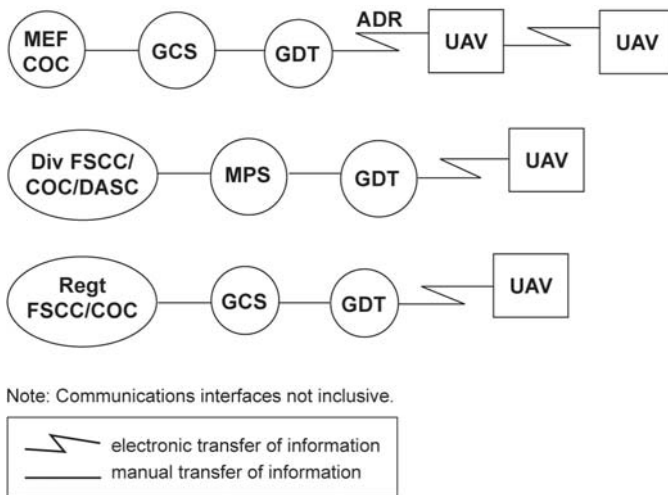 MEF
COC
GCS
GDT
ADR
UAV
UAV
Div FSCC/
COC/DASC
MPS
GDT
UAV
Regt
FSCC/COC
GCS
GDT
UAV
Note: Communications interfaces not inclusive.
electronic transfer of information
manual transfer of information